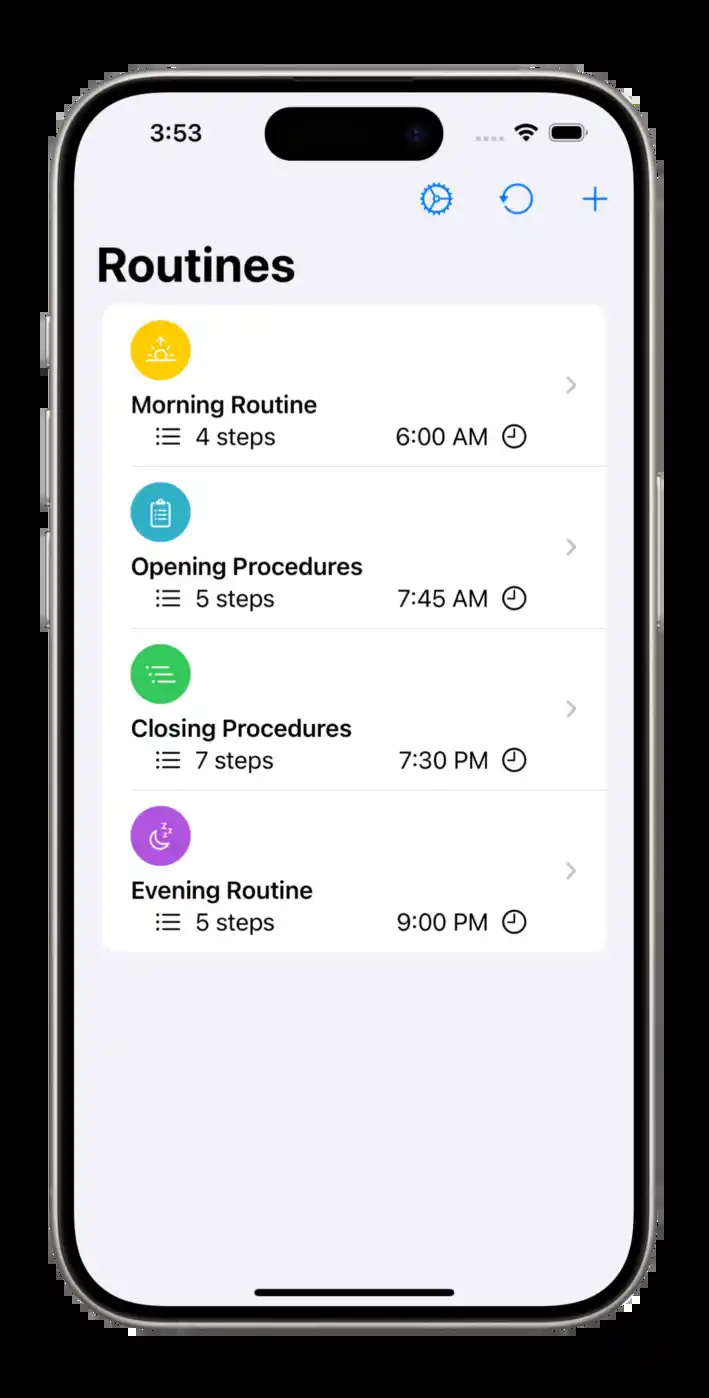 3:53
Routines
Morning Routine
4 steps 6:00 AM
Opening Procedures
5 steps 7:45 AM
Closing Procedures
7 steps 7:30 PM
Evening Routine
5 steps 9:00 PM